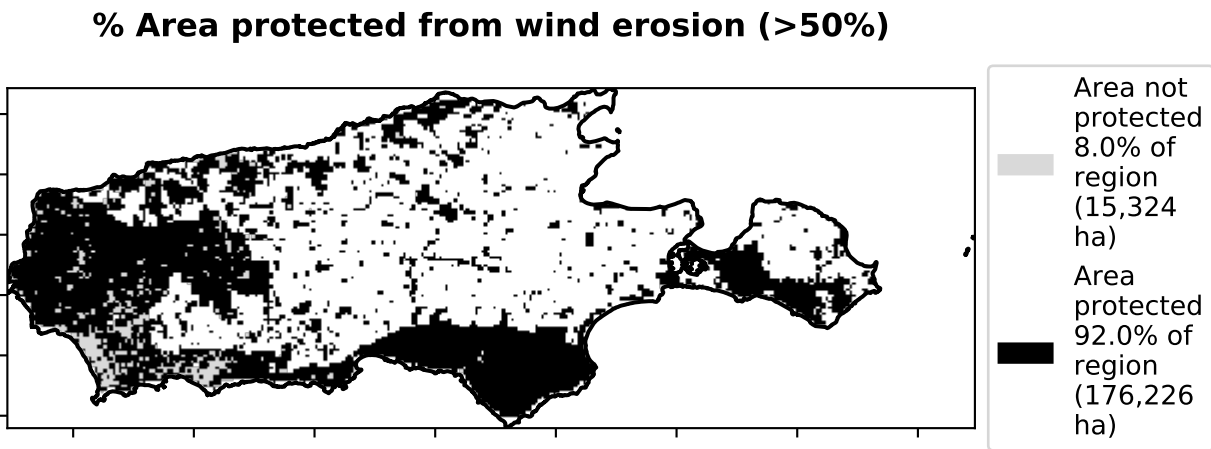 % Area protected from wind erosion (>50%)
Area not
protected
8.0% of
region
(15,324
ha)
Area
protected
92.0% of
region
(176,226
ha)